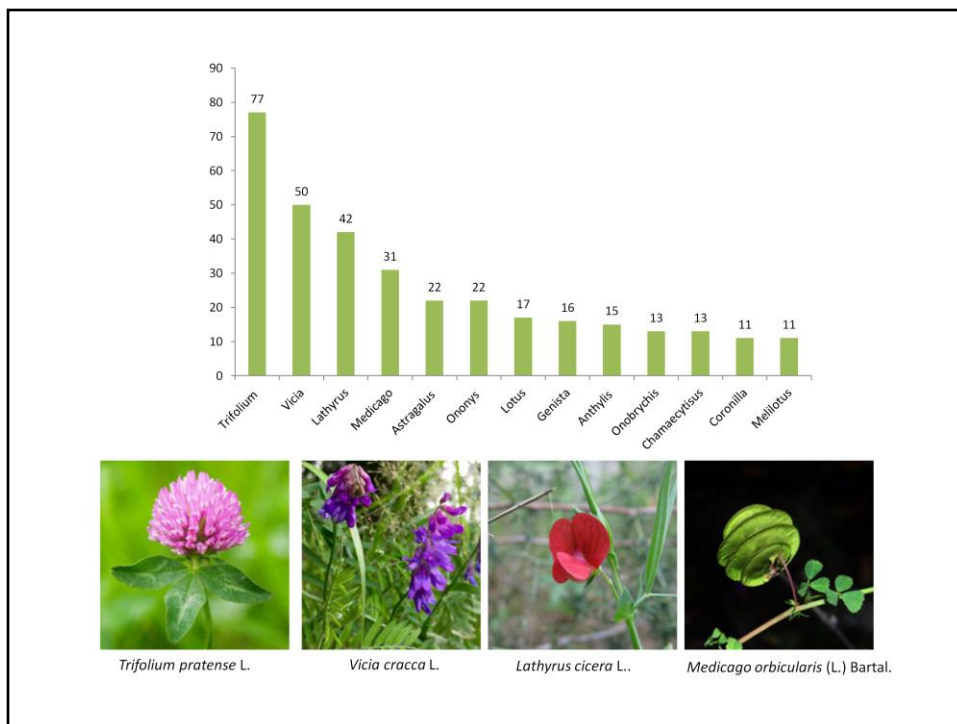 90
80
70
60
50
40
30
20
10
0
77
50
42
31
22
22
17
16
15
13
13
11
11
Trifolium
Vicia
Lathyrus
Medicago
Astragalus
Ononys
Lotus
Genista
Anthylis
Onobrychis
Chamaecytisus
Coronilla
Melilotus
Trifolium pratense L.
Vicia cracca L.
Lathyrus cicera L..
Medicago orbicularis (L.) Bartal.